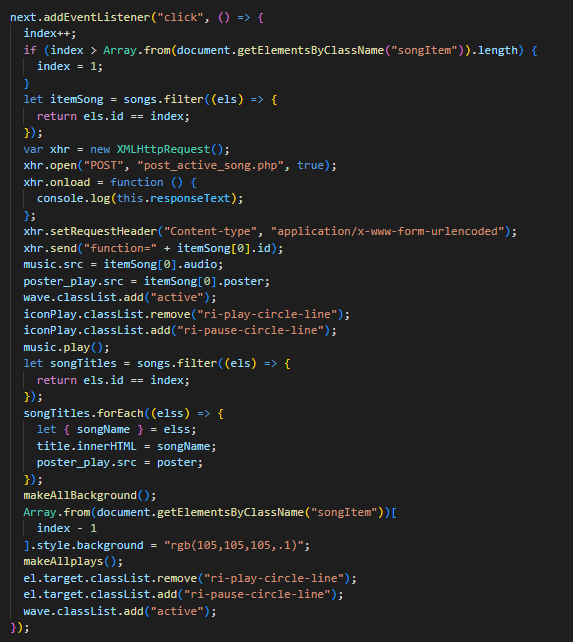 next.addEventListener("click", () => {
  index++;
  if (index > Array.from(document.getElementsByClassName("songItem")).length) {
    index = 1;
  }
  let itemSong = songs.filter((els) => {
    return els.id == index;
  });
  var xhr = new XMLHttpRequest();
  xhr.open("POST", "post_active_song.php", true);
  xhr.onload = function () {
    console.log(this.responseText);
  };
  xhr.setRequestHeader("Content-type", "application/x-www-form-urlencoded");
  xhr.send("function=" + itemSong[0].id);
  music.src = itemSong[0].audio;
  poster_play.src = itemSong[0].poster;
  wave.classList.add("active");
  iconPlay.classList.remove("ri-play-circle-line");
  iconPlay.classList.add("ri-pause-circle-line");
  music.play();
  let songTitles = songs.filter((els) => {
    return els.id == index;
  });
  songTitles.forEach((elss) => {
    let { songName } = elss;
    title.innerHTML = songName;
    poster_play.src = poster;
  });
  makeAllBackground();
  Array.from(document.getElementsByClassName("songItem"))[
    index - 1
  ].style.background = "rgb(105,105,105,.1)";
  makeAllplays();
  el.target.classList.remove("ri-play-circle-line");
  el.target.classList.add("ri-pause-circle-line");
  wave.classList.add("active");
});